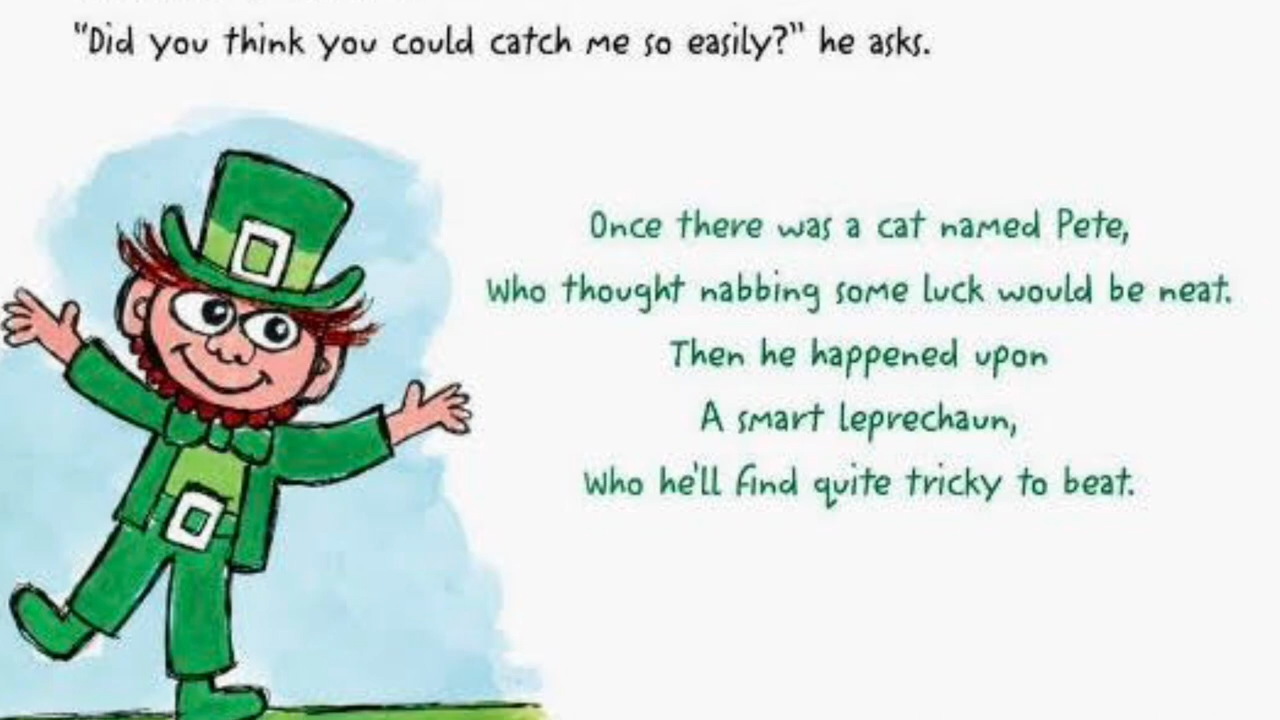 "Did you think you could catch me so easily?" he asks.
Once there was a cat named Pete,
Who thought nabbing some luck would be neat.
Then he happened upon
A smart leprechaun,
Who he'll find quite tricky to beat.